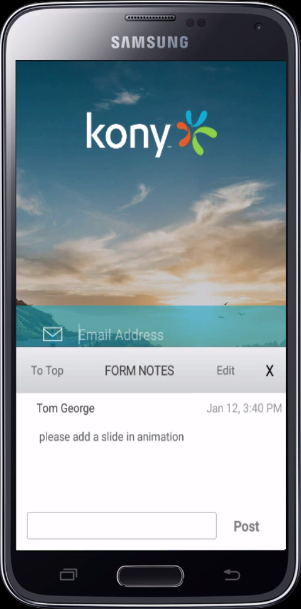 SAMSUNG
kony
Email Address
To Top FORM NOTES Edit X
Tom George Jan 12, 3:40 PM
please add a slide in animation
Post